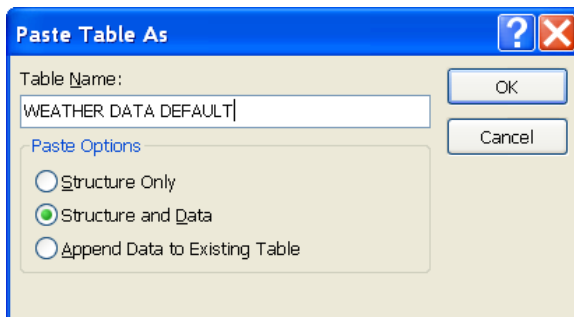 Paste Table As
Table Name:
WEATHER DATA DEFAULT
OK
Cancel
Paste Options
Structure Only
Structure and Data
Append Data to Existing Table